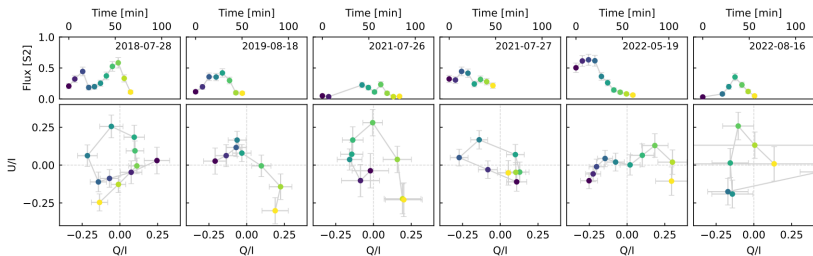 Time [min] Time [min] Time [min] Time [min] Time [min] Time [min]
0 50 100 0 50 100 0 50 100 0 50 100 0 50 100 0 50 100
Flux [S2]
1.0
0.5
0.0
2018-07-28 2019-08-18 2021-07-26 2021-07-27 2022-05-19 2022-08-16
U/I
0.25
0.00
−0.25
−0.25 0.00 0.25 −0.25 0.00 0.25 −0.25 0.00 0.25 −0.25 0.00 0.25 −0.25 0.00 0.25 −0.25 0.00 0.25
Q/I Q/I Q/I Q/I Q/I Q/I